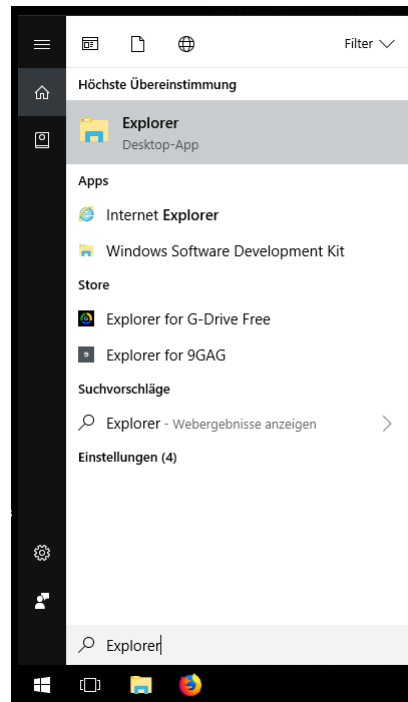 Filter
Höchste Übereinstimmung
Explorer
Desktop-App
Apps
Internet Explorer
Windows Software Development Kit
Store
Explorer for G-Drive Free
Explorer for 9GAG
Suchvorschläge
Explorer - Webergebnisse anzeigen
Einstellungen (4)
Explorer